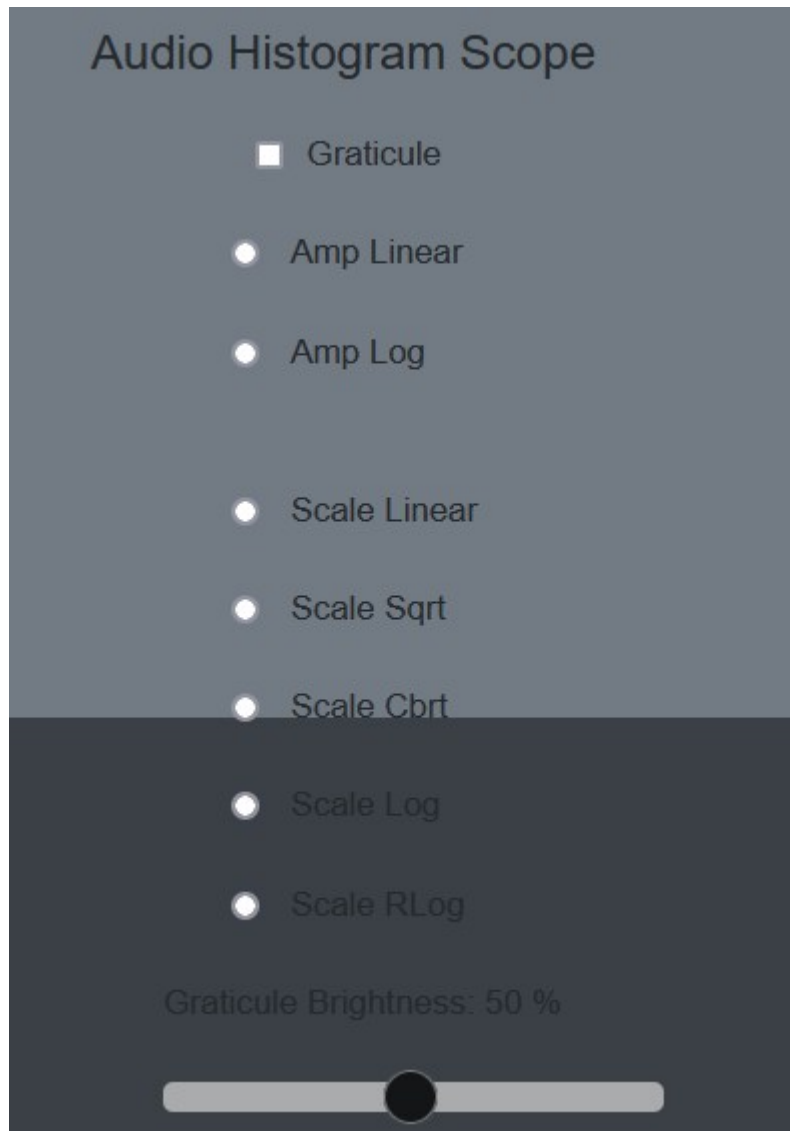 Audio Histogram Scope
Graticule
Amp Linear
Amp Log
Scale Linear
Scale Sqrt
Scale Cbrt
Scale Log
Scale RLog
Graticule Brightness: 50 %